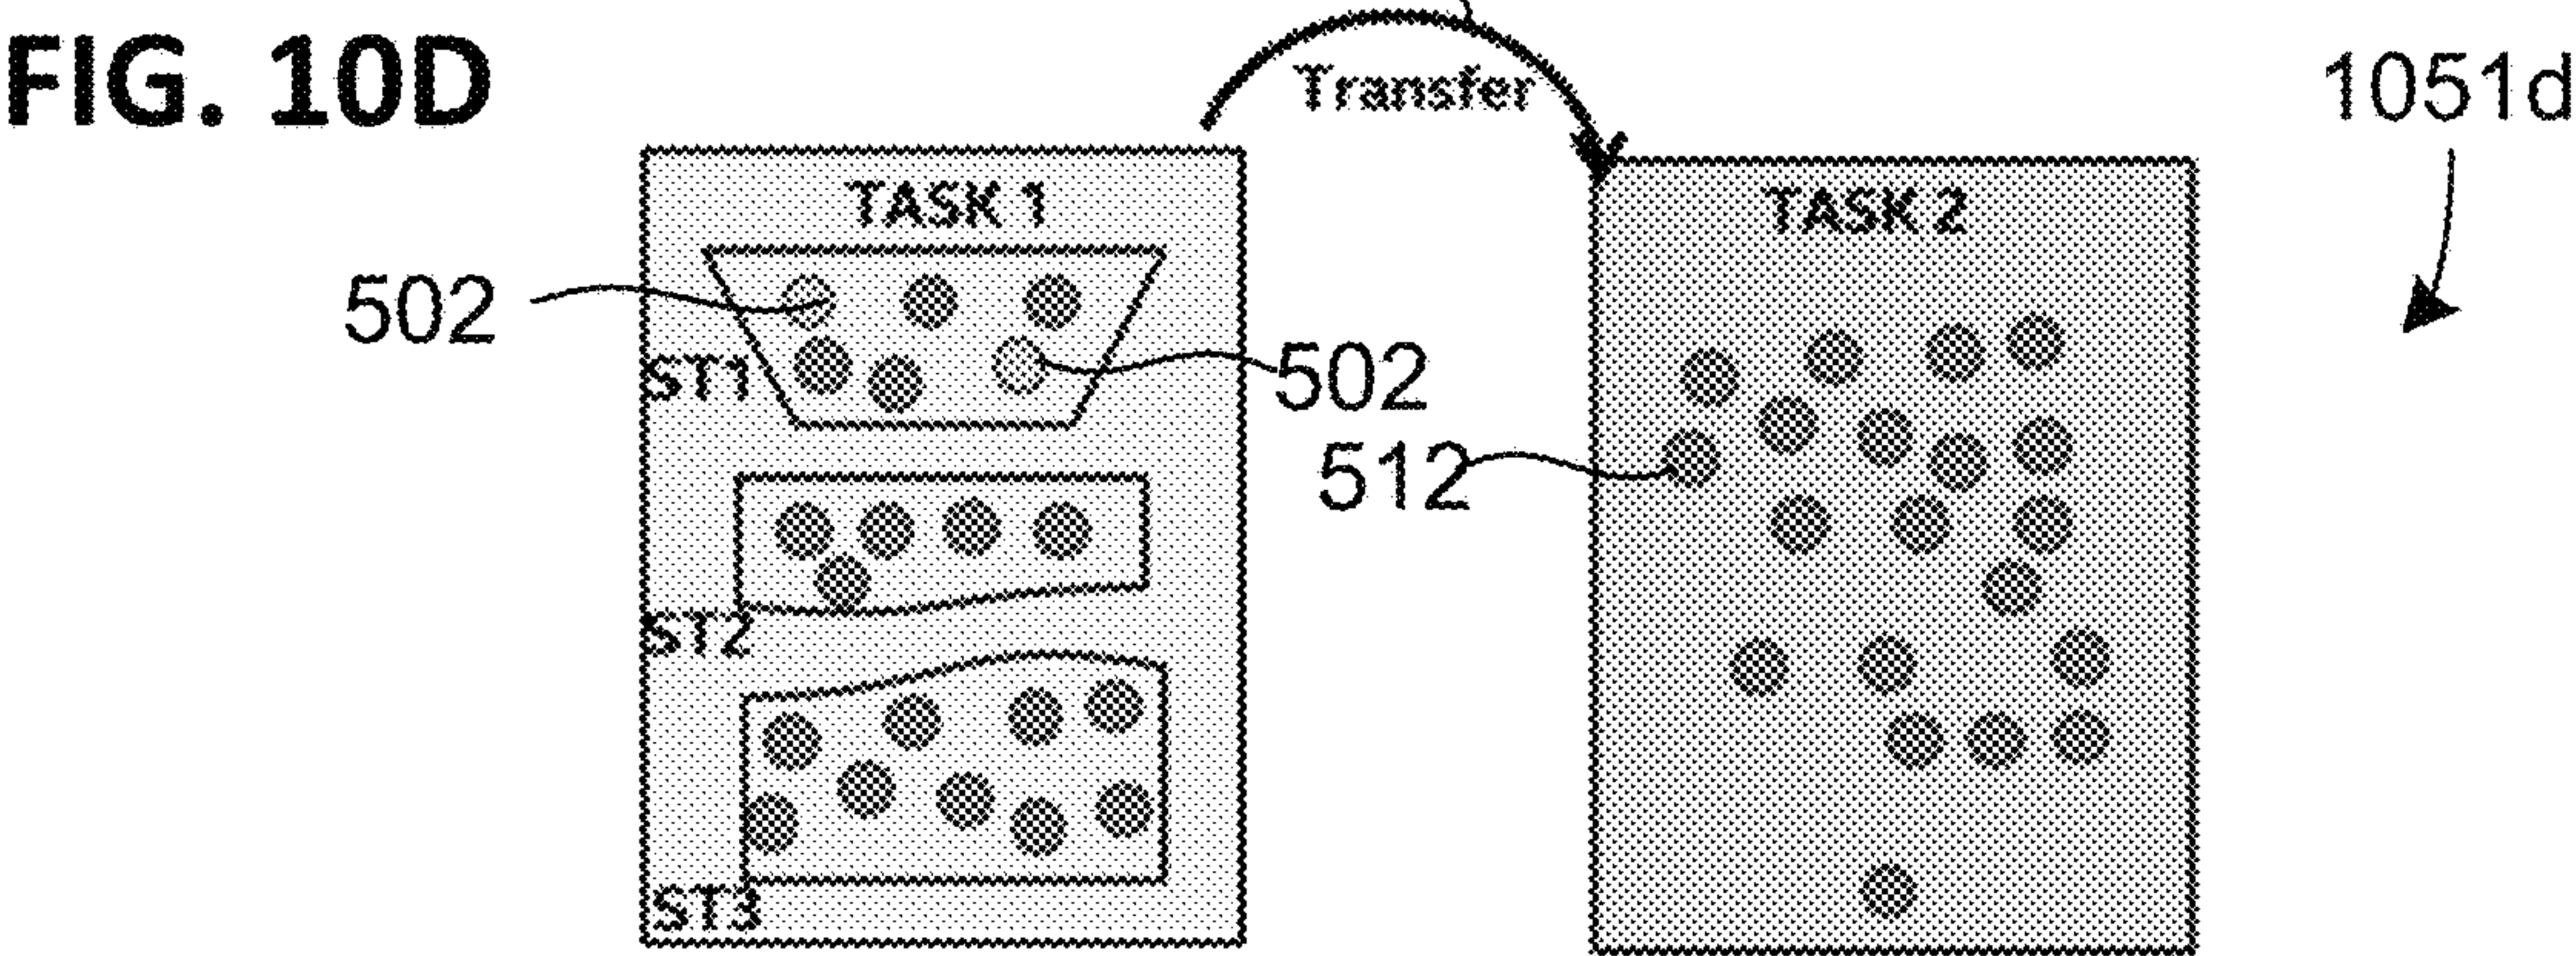 FIG. 10D
Transfer
1051d
TASK 1
TASK 2
502
ST1
502
512
ST2
ST3